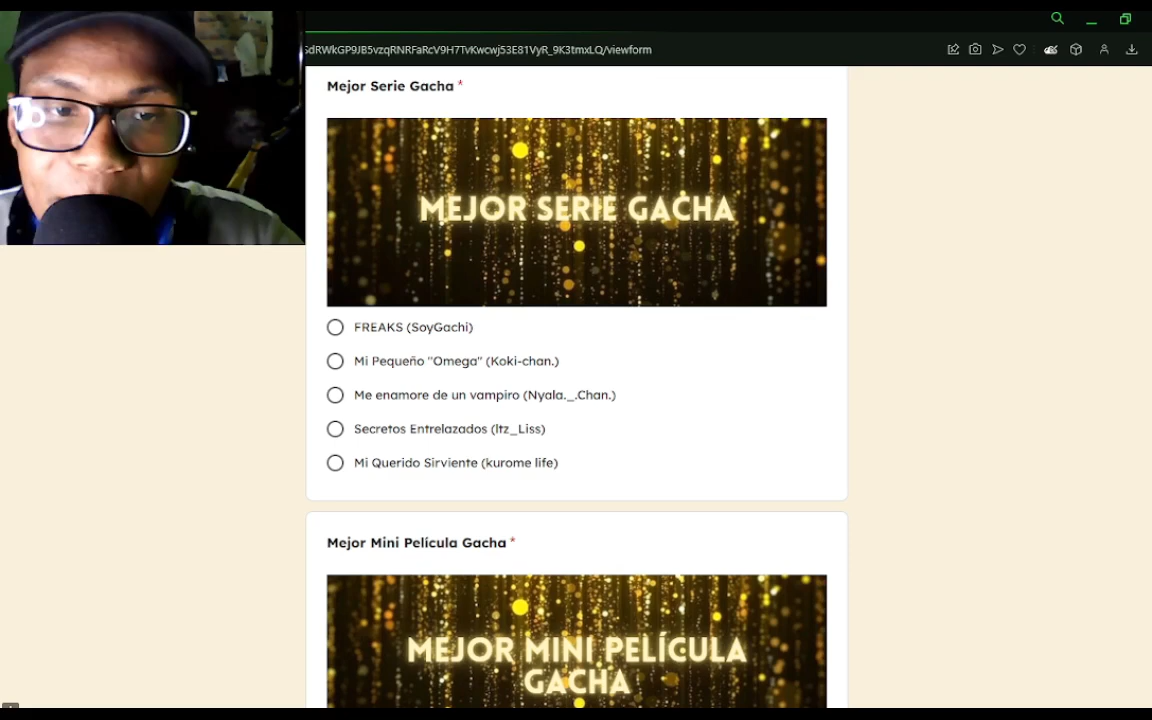 5dRWkGP9JB5vzqRNRFaRcV9H7TvKwcwj53E81VyR_9K3tmxLQ/viewform
Mejor Serie Gacha *
MEJOR SERIE GACHA
FREAKS (SoyGachi)
Mi Pequeño "Omega" (Koki-chan.)
Me enamore de un vampiro (Nyala._.Chan.)
Secretos Entrelazados (ltz_Liss)
Mi Querido Sirviente (kurome life)
Mejor Mini Película Gacha *
MEJOR MINI PELÍCULA
GACHA